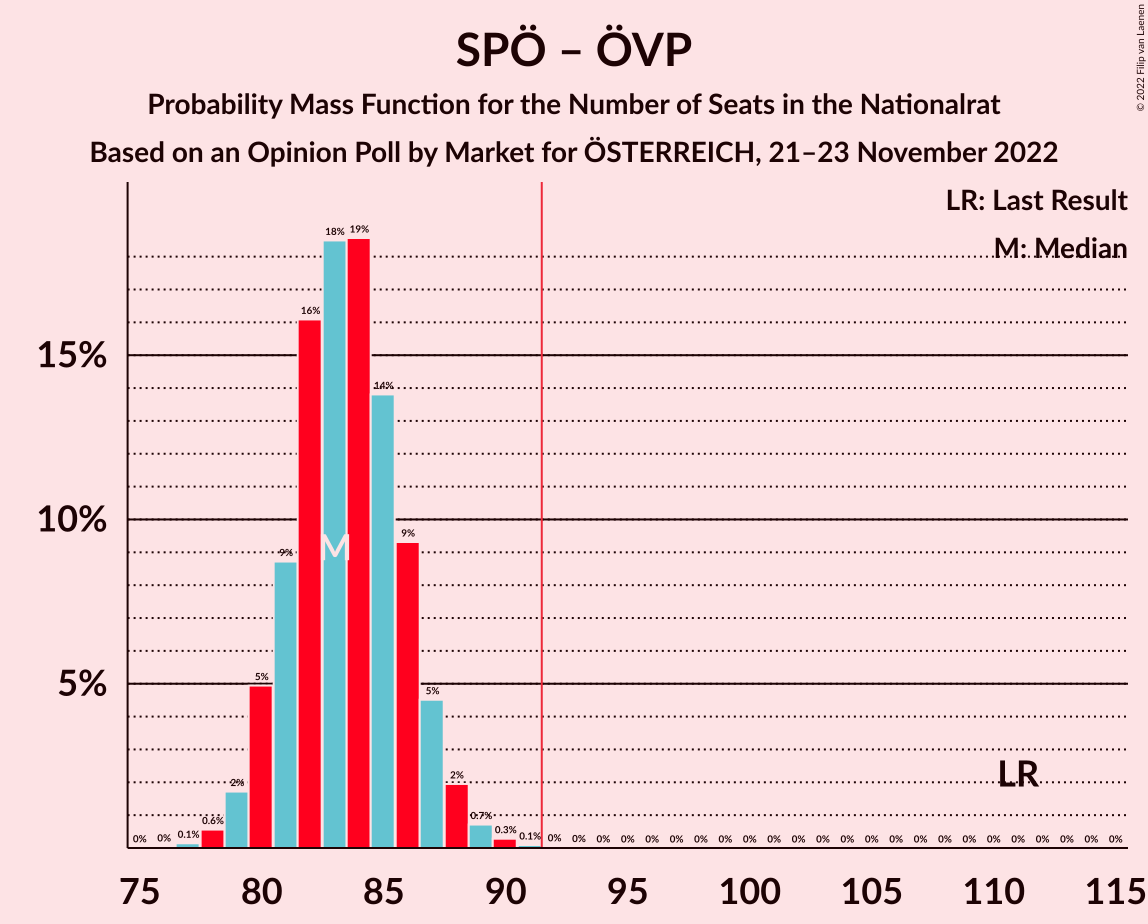 SPÖ – ÖVP
Probability Mass Function for the Number of Seats in the Nationalrat
Based on an Opinion Poll by Market for ÖSTERREICH, 21–23 November 2022
© 2022 Filip van Laenen
LR: Last Result
M: Median
15%
10%
5%
0% 0% 0.1% 0.6% 2% 5% 9% 16% 18% 19% 14% 9% 5% 2% 0.7% 0.3% 0.1% 0% 0% 0% 0% 0% 0% 0% 0% 0% 0% 0% 0% 0% 0% 0% 0% 0% 0% 0% 0% 0% 0% 0% 0%
M
LR
75 80 85 90 95 100 105 110 115